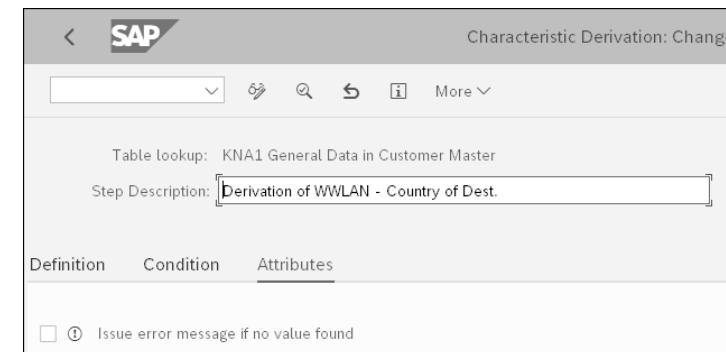 SAP Characteristic Derivation: Chang
More
Table lookup: KNA1 General Data in Customer Master
Step Description: Derivation of WWLAN - Country of Dest.
Definition Condition Attributes
Issue error message if no value found